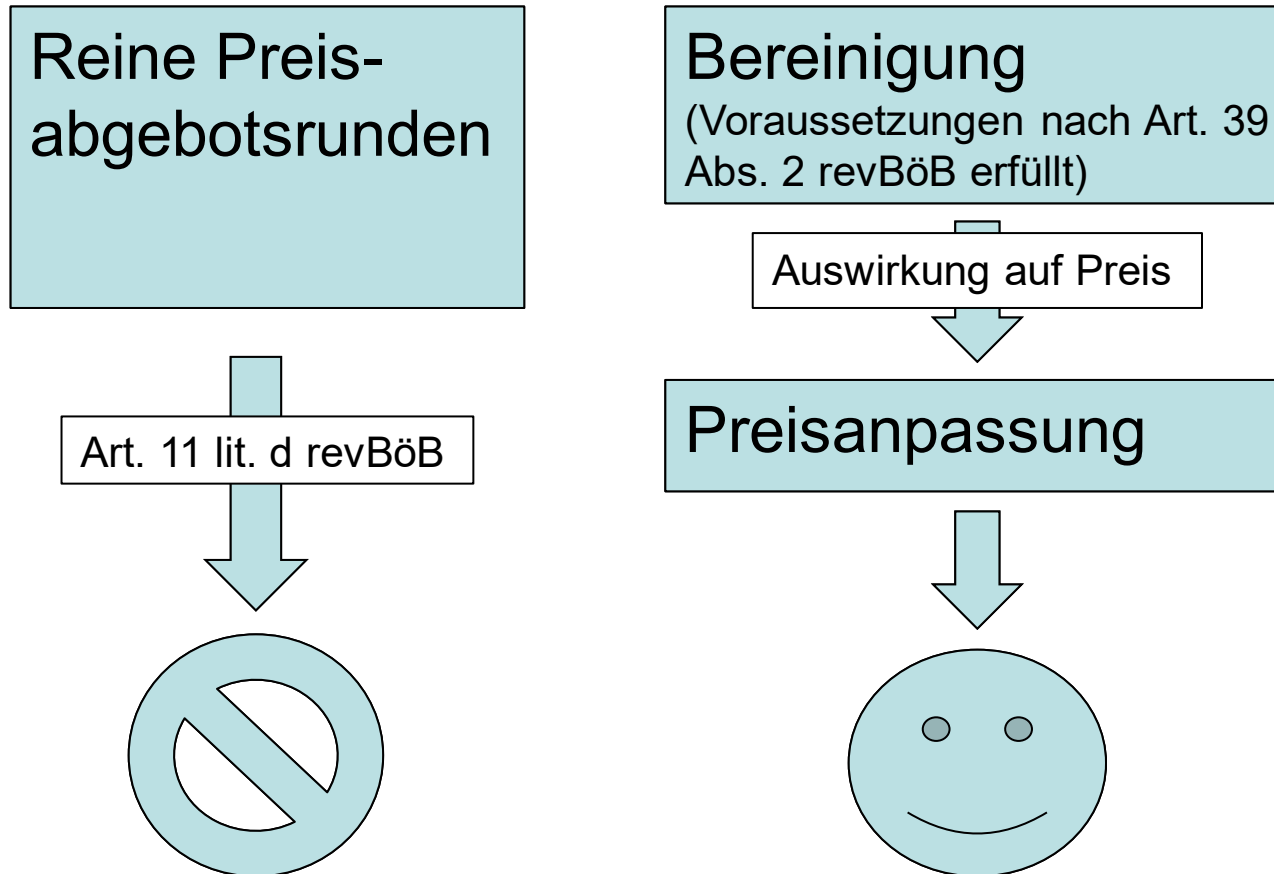 Reine Preis-
abgebotsrunden
Art. 11 lit. d revBöB
Bereinigung
(Voraussetzungen nach Art. 39
Abs. 2 revBöB erfüllt)
Auswirkung auf Preis
Preisanpassung